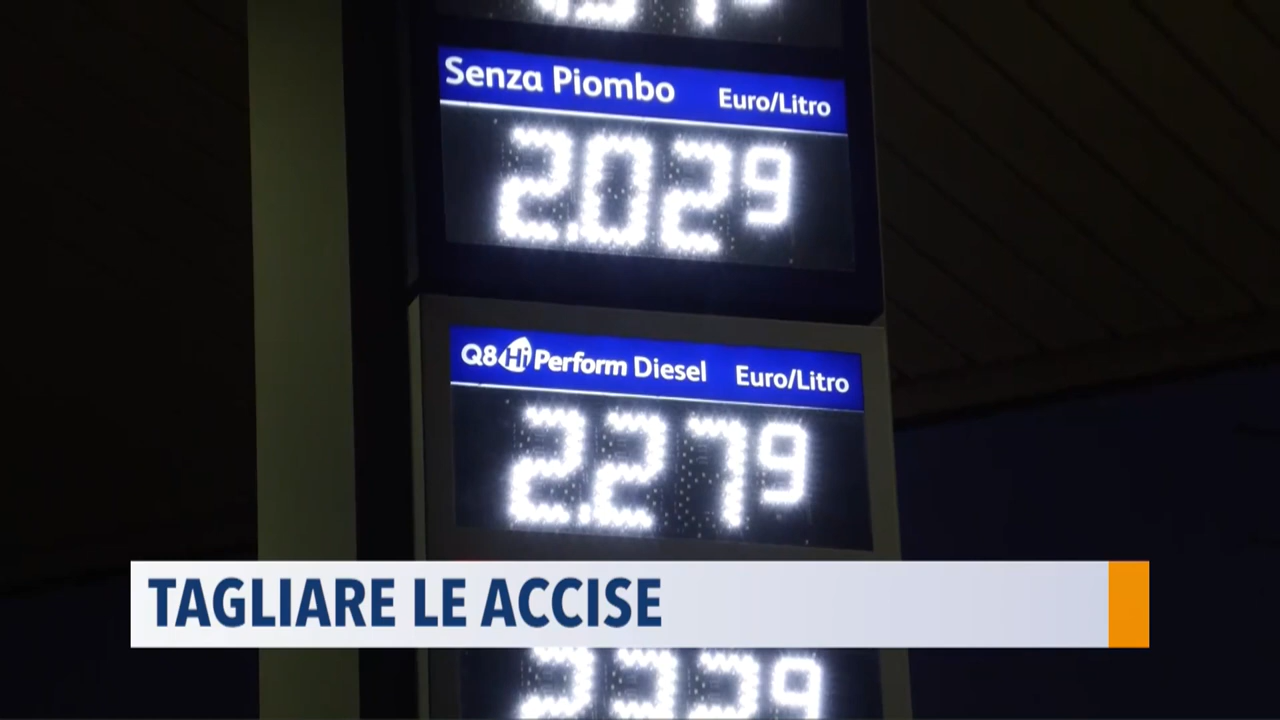 Senza Piombo Euro/Litro
2.029
Q8 Hi Perform Diesel Euro/Litro
2.279
TAGLIARE LE ACCISE